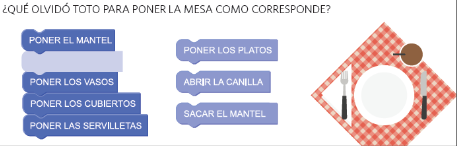 ¿QUÉ OLVIDÓ TOTO PARA PONER LA MESA COMO CORRESPONDE?
PONER EL MANTEL
PONER LOS VASOS
PONER LOS CUBIERTOS
PONER LAS SERVILLETAS
PONER LOS PLATOS
ABRIR LA CANILLA
SACAR EL MANTEL